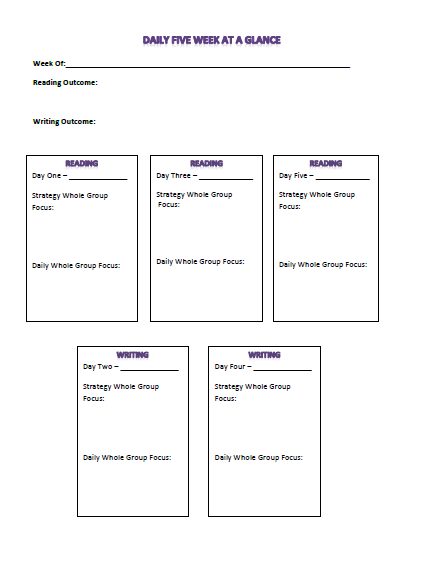 DAILY FIVE WEEK AT A GLANCE
Week Of:
Reading Outcome:
Writing Outcome:
READING
Day One –
Strategy Whole Group
Focus:
Daily Whole Group Focus:
READING
Day Three –
Strategy Whole Group
Focus:
Daily Whole Group Focus:
READING
Day Five –
Strategy Whole Group
Focus:
Daily Whole Group Focus:
WRITING
Day Two –
Strategy Whole Group
Focus:
Daily Whole Group Focus:
WRITING
Day Four –
Strategy Whole Group
Focus:
Daily Whole Group Focus: